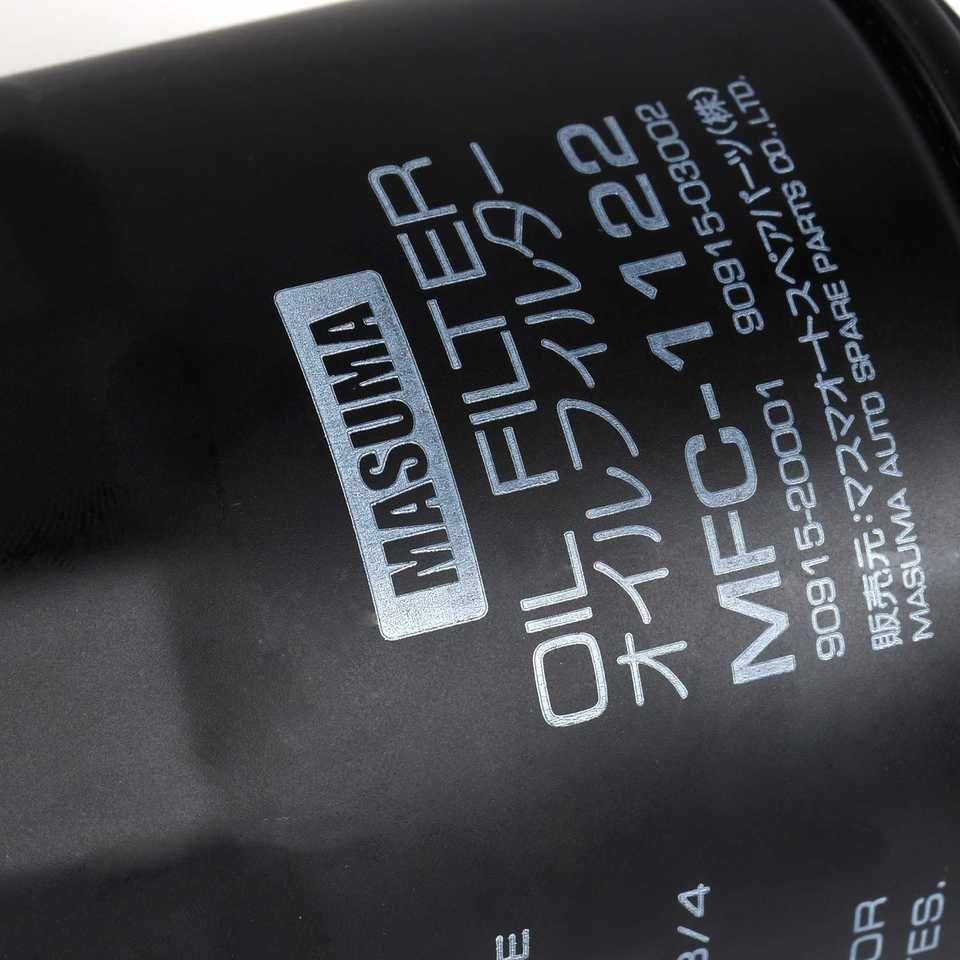 MASUMA
OIL FILTER
オイルフィルター
MFC-1122
90915-20001 90915-03002
販売元:マスマオートスペアパーツ(株)
MASUMA AUTO SPARE PARTS CO.,LTD.
3/4